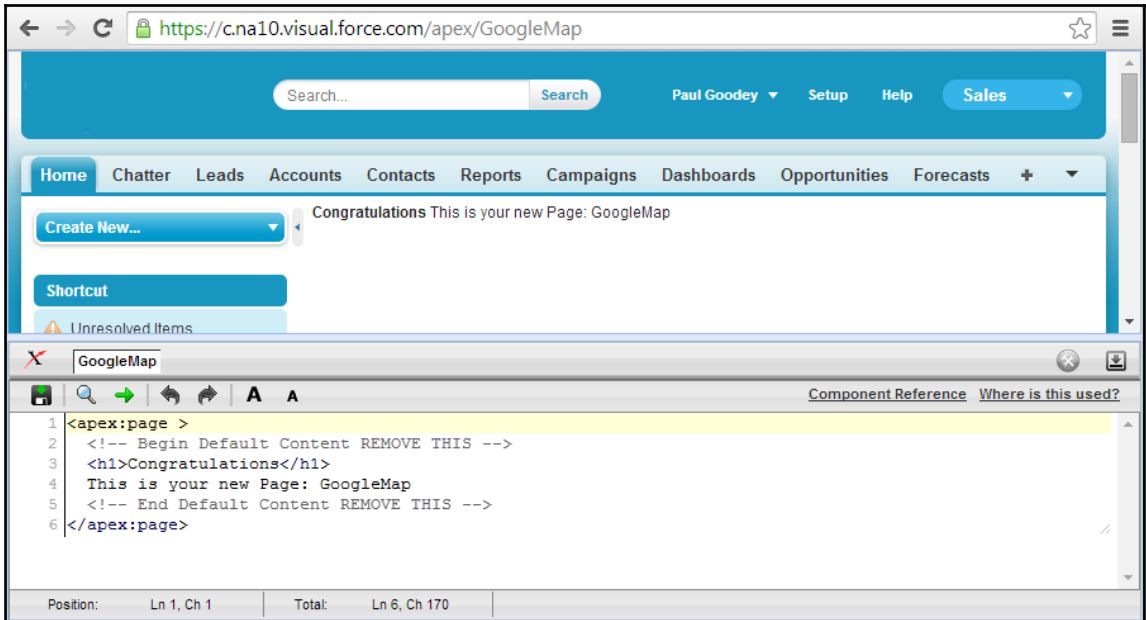 https://c.na10.visual.force.com/apex/GoogleMap
Search... Search Paul Goodey Setup Help Sales
Home Chatter Leads Accounts Contacts Reports Campaigns Dashboards Opportunities Forecasts +
Create New... Congratulations This is your new Page: GoogleMap
Shortcut
Unresolved Items
GoogleMap
A A Component Reference Where is this used?
1 <apex:page >
2 <!-- Begin Default Content REMOVE THIS -->
3 <h1>Congratulations</h1>
4 This is your new Page: GoogleMap
5 <!-- End Default Content REMOVE THIS -->
6 </apex:page>
Position: Ln 1, Ch 1 Total: Ln 6, Ch 170